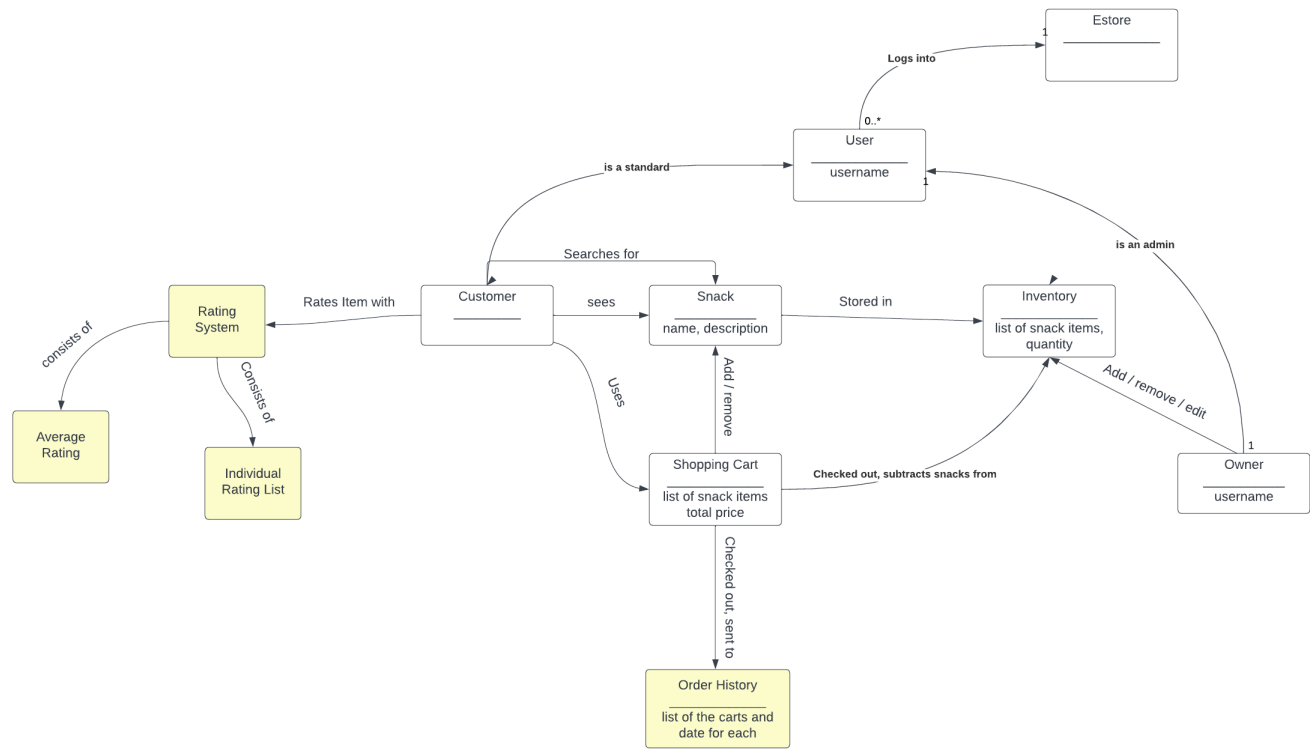 Estore
1
Logs into
0..*
User
username
1
is a standard
is an admin
Searches for
Customer
Snack
name, description
Inventory
list of snack items,
quantity
Rating
System
Rates Item with
sees
Stored in
consists of
Consists of
Uses
Add / remove
Add / remove / edit
Average
Rating
Individual
Rating List
Shopping Cart
list of snack items
total price
Checked out, subtracts snacks from
1
Owner
username
Checked out, sent to
Order History
list of the carts and
date for each